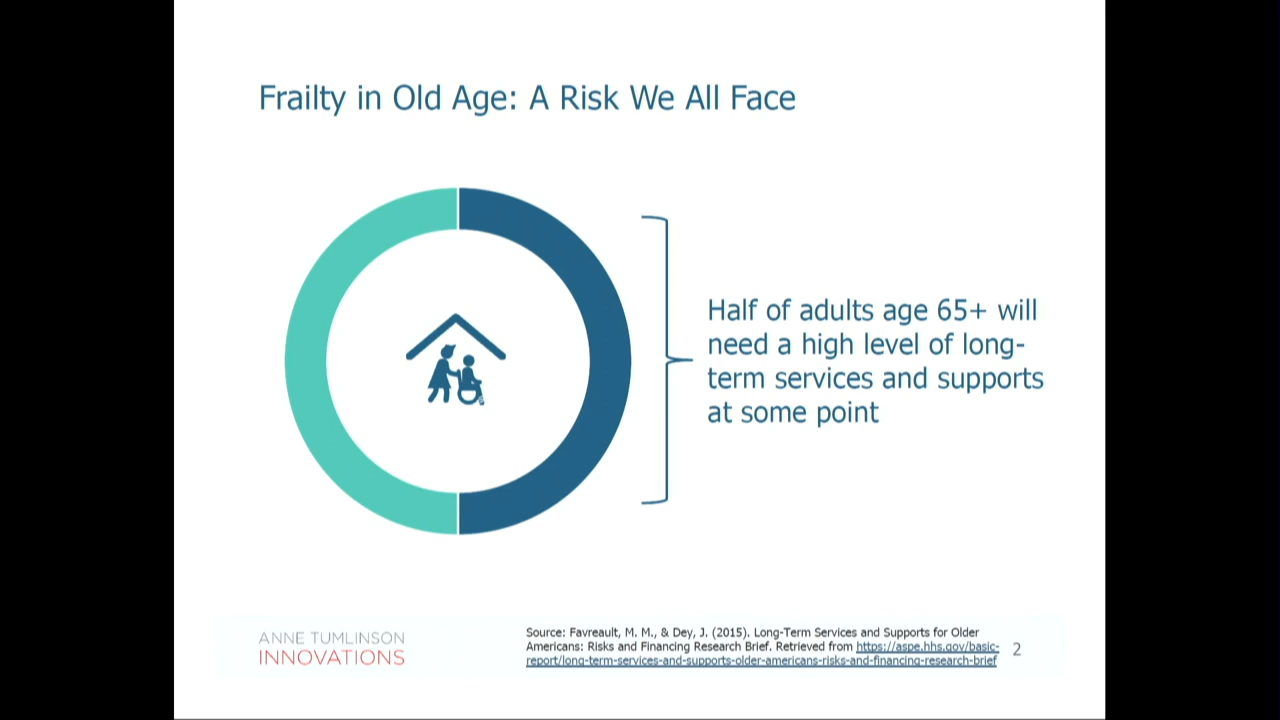 Frailty in Old Age: A Risk We All Face
Half of adults age 65+ will
need a high level of long-
term services and supports
at some point
ANNE TUMLINSON
INNOVATIONS
Source: Favreault, M. M., & Dey, J. (2015). Long-Term Services and Supports for Older
Americans: Risks and Financing Research Brief. Retrieved from https://aspe.hhs.gov/basic-
report/long-term-services-and-supports-older-americans-risks-and-financing-research-brief
2